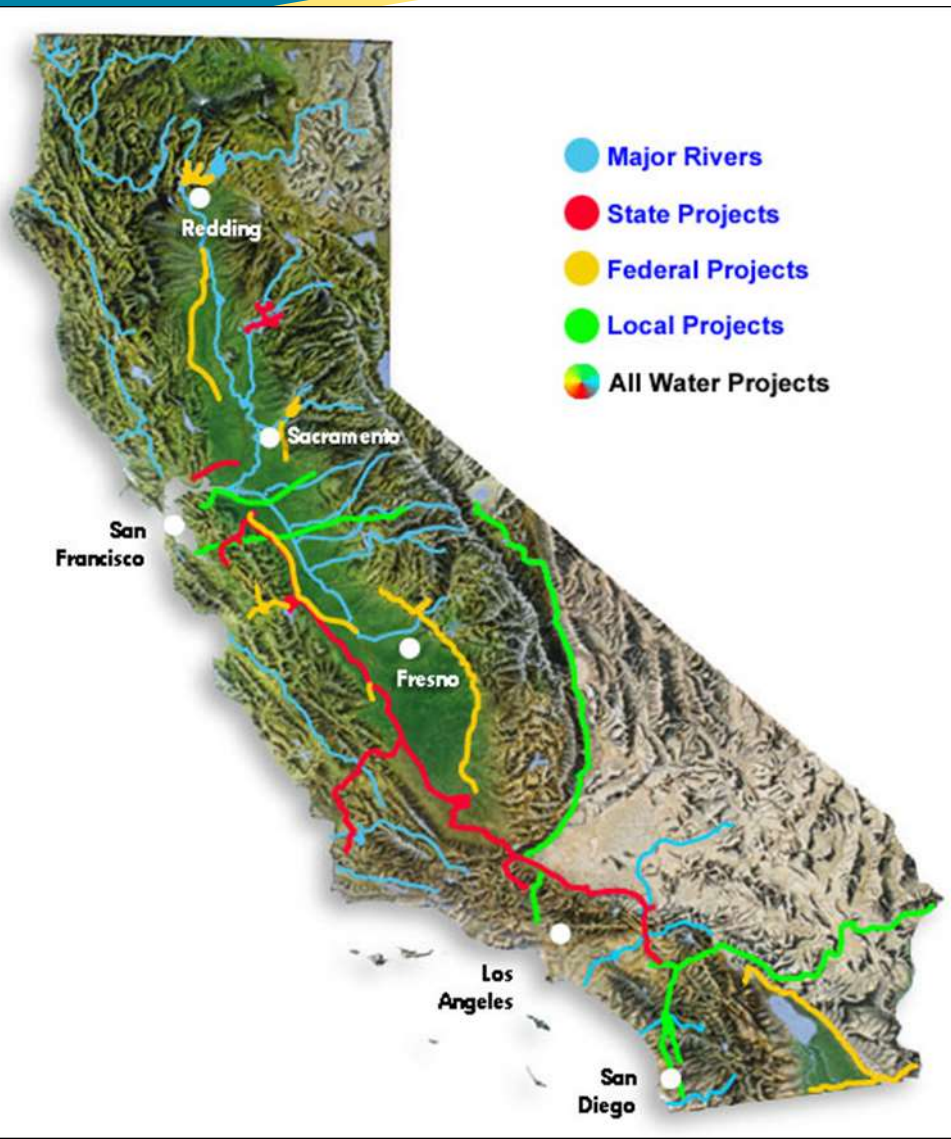 Major Rivers
State Projects
Redding
Federal Projects
Local Projects
All Water Projects
Sacramento
San
Francisco
Fresno
Los
Angeles
San
Diego